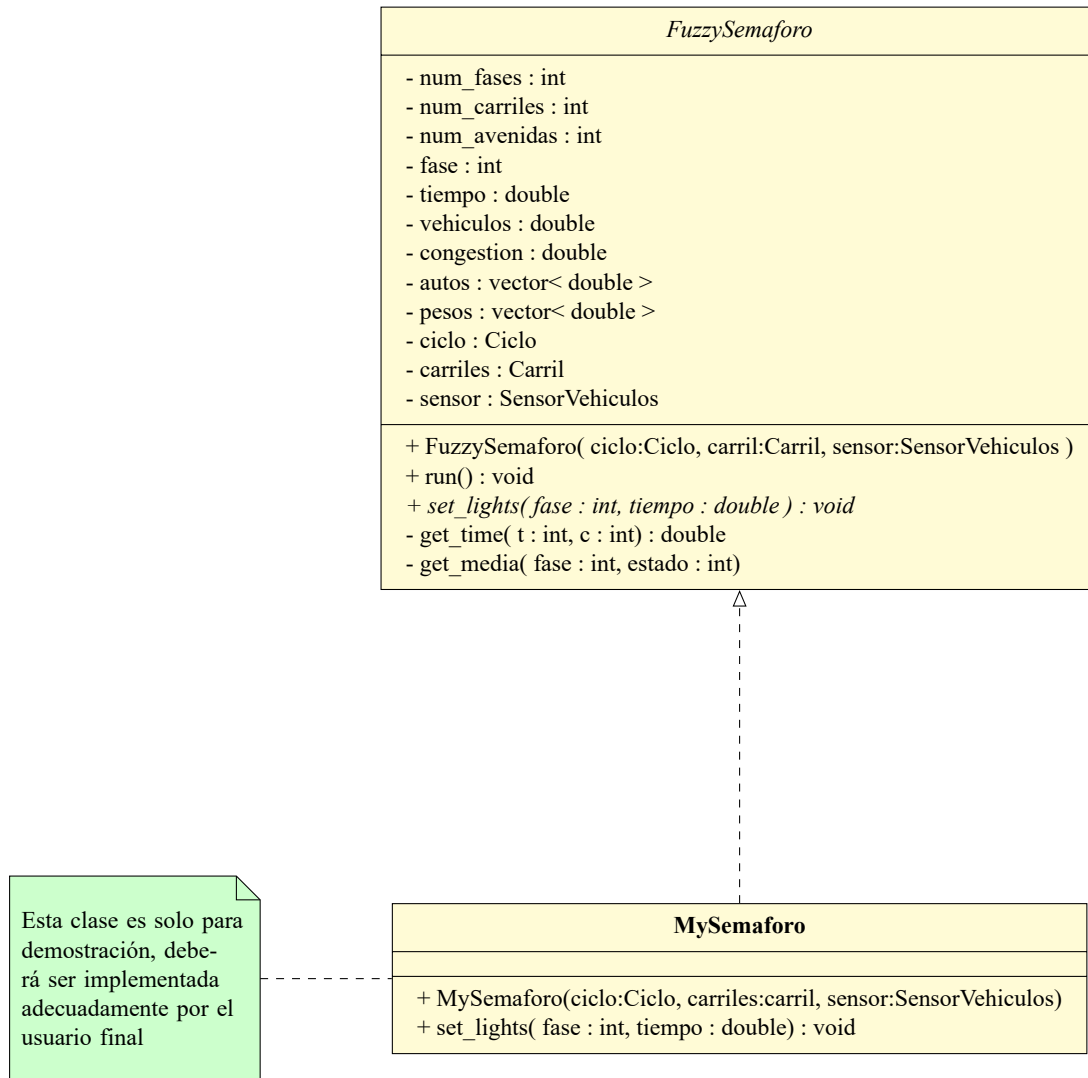 FuzzySemaforo
- num_fases : int
- num_carriles : int
- num_avenidas : int
- fase : int
- tiempo : double
- vehiculos : double
- congestion : double
- autos : vector< double >
- pesos : vector< double >
- ciclo : Ciclo
- carriles : Carril
- sensor : SensorVehiculos
+ FuzzySemaforo( ciclo:Ciclo, carril:Carril, sensor:SensorVehiculos )
+ run() : void
+ set_lights( fase : int, tiempo : double ) : void
- get_time( t : int, c : int) : double
- get_media( fase : int, estado : int)
Esta clase es solo para
demostración, debe-
rá ser implementada
adecuadamente por el
usuario final
MySemaforo
+ MySemaforo(ciclo:Ciclo, carriles:carril, sensor:SensorVehiculos)
+ set_lights( fase : int, tiempo : double) : void